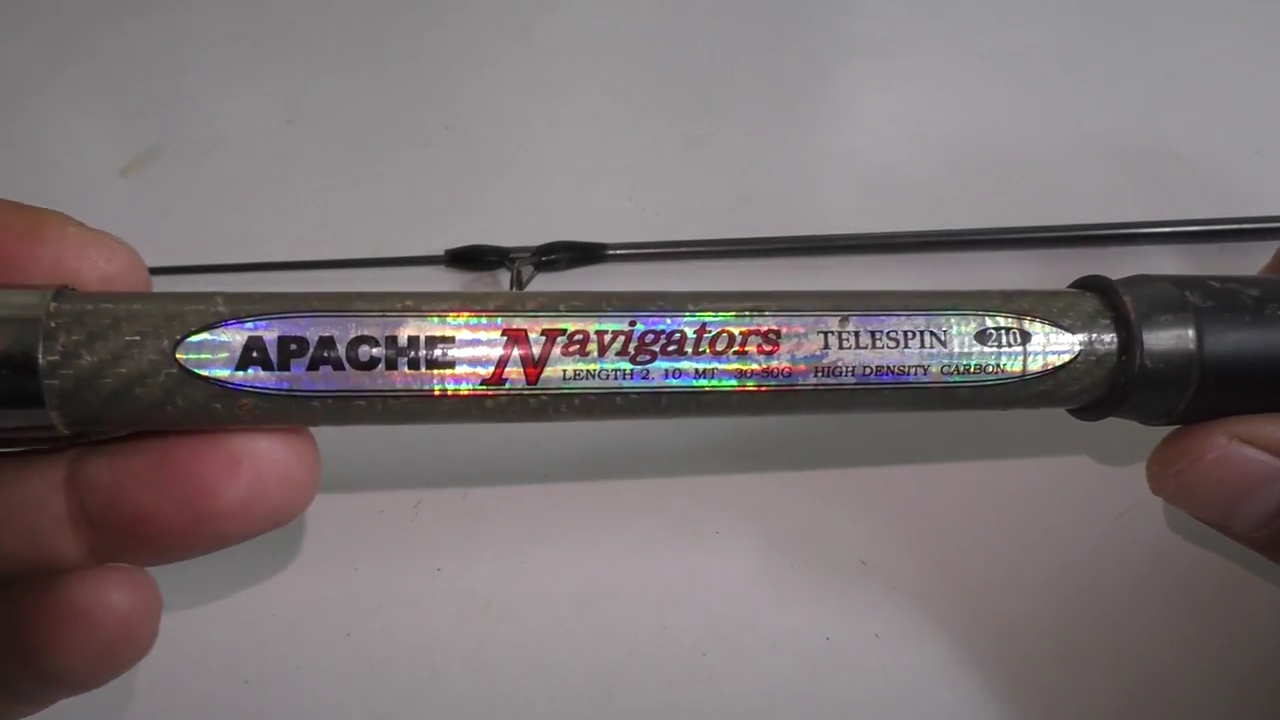 APACHE Navigators TELESPIN 210
LENGTH 2.10 MT 30-50G HIGH DENSITY CARBON